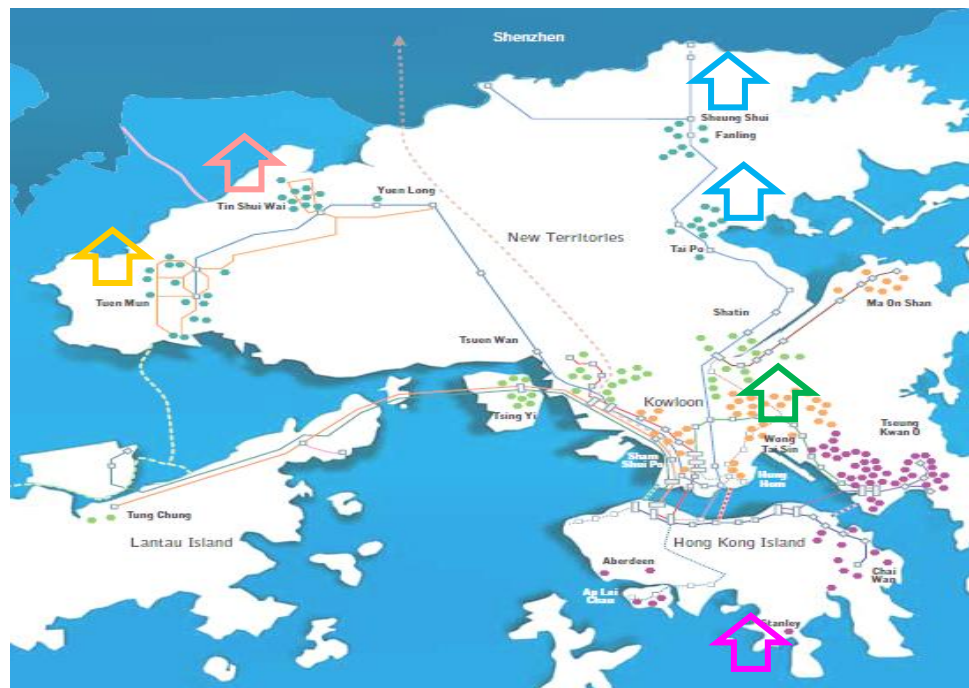 Shenzhen
Sheung Shui
Fanling
Yuen Long
Tin Shui Wai
New Territories
Tai Po
Tuen Mun
Ma On Shan
Shatin
Tsuen Wan
Kowloon
Tsing Yi
Tseung
Kwan O
Wong
Tai Sin
Sham
Shui Po
Hung
Hom
Tung Chung
Lantau Island
Hong Kong Island
Aberdeen
Chai
Wan
Ap Lei
Chau
Stanley